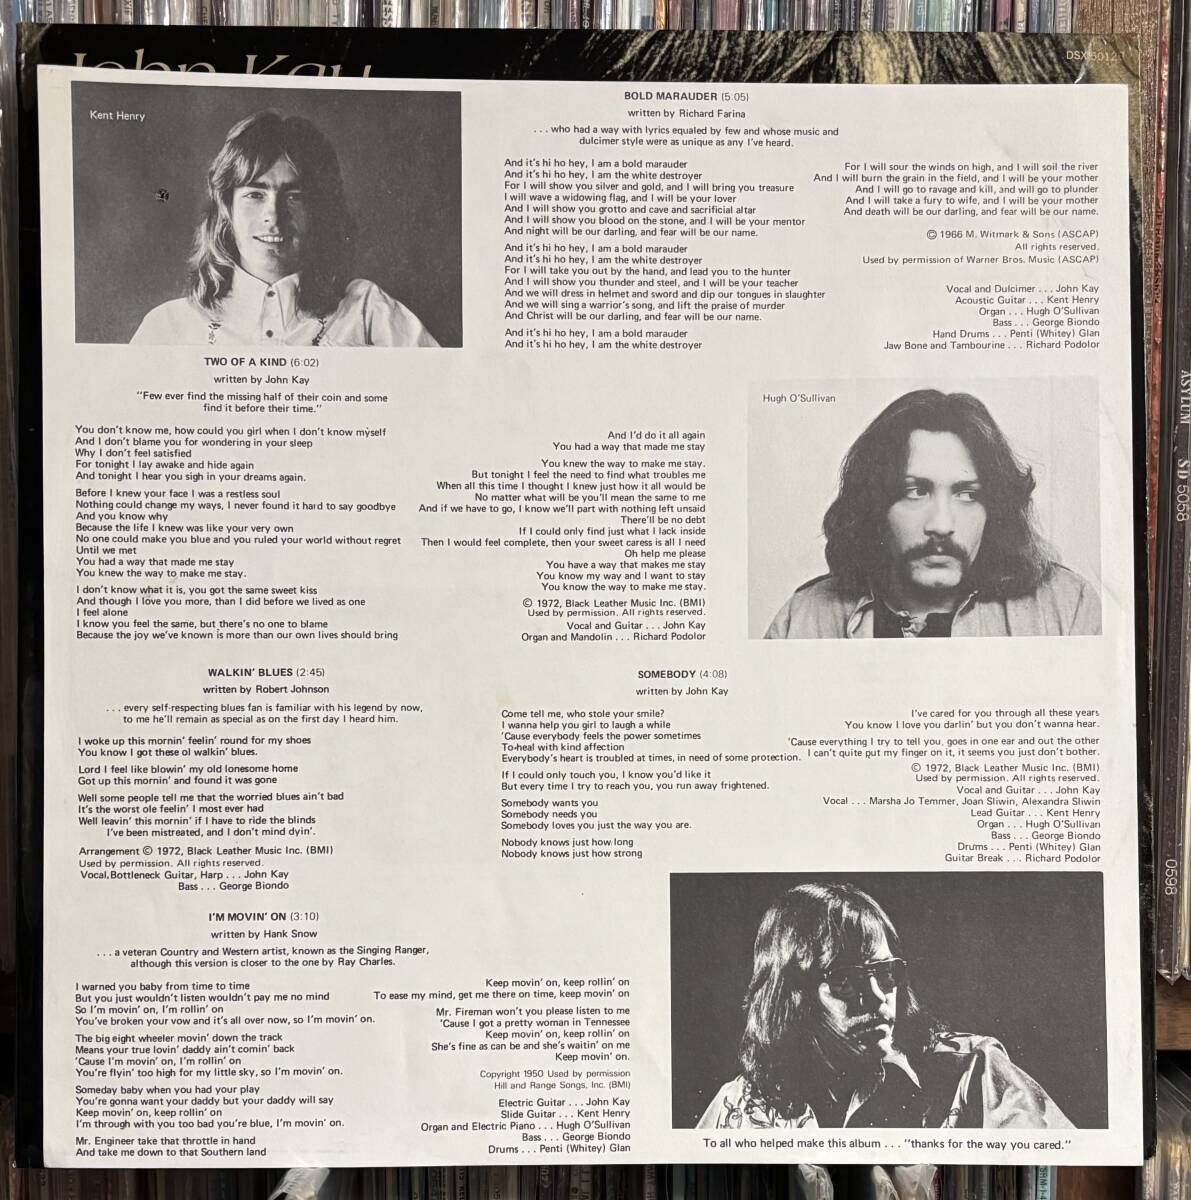 John Kay
DSX 50120
Kent Henry
TWO OF A KIND (6:02)
written by John Kay
"Few ever find the missing half of their coin and some
find it before their time."
You don't know me, how could you girl when I don't know myself
And I don't blame you for wondering in your sleep
Why I don't feel satisfied
For tonight I lay awake and hide again
And tonight I hear you sigh in your dreams again.
Before I knew your face I was a restless soul
Nothing could change my ways, I never found it hard to say goodbye
And you know why
Because the life I knew was like your very own
No one could make you blue and you ruled your world without regret
Until we met
You had a way that made me stay
You knew the way to make me stay.
I don't know what it is, you got the same sweet kiss
And though I love you more, than I did before we lived as one
I feel alone
I know you feel the same, but there's no one to blame
Because the joy we've known is more than our own lives should bring
And I'd do it all again
You had a way that made me stay
You knew the way to make me stay.
But tonight I feel the need to find what troubles me
When all this time I thought I knew just how it all would be
No matter what will be you'll mean the same to me
And if we have to go, I know we'll part with nothing left unsaid
There'll be no debt
If I could only find just what I lack inside
Then I would feel complete, then your sweet caress is all I need
Oh help me please
You have a way that makes me stay
You know my way and I want to stay
You know the way to make me stay.
© 1972, Black Leather Music Inc. (BMI)
Used by permission. All rights reserved.
Vocal and Guitar . . . John Kay
Organ and Mandolin . . . Richard Podolor
BOLD MARAUDER (5:05)
written by Richard Farina
. . . who had a way with lyrics equaled by few and whose music and
dulcimer style were as unique as any I've heard.
And it's hi ho hey, I am a bold marauder
And it's hi ho hey, I am the white destroyer
For I will show you silver and gold, and I will bring you treasure
I will wave a widowing flag, and I will be your lover
And I will show you grotto and cave and sacrificial altar
And I will show you blood on the stone, and I will be your mentor
And night will be our darling, and fear will be our name.
And it's hi ho hey, I am a bold marauder
And it's hi ho hey, I am the white destroyer
For I will take you out by the hand, and lead you to the hunter
And I will show you thunder and steel, and I will be your teacher
And we will dress in helmet and sword and dip our tongues in slaughter
And we will sing a warrior's song, and lift the praise of murder
And Christ will be our darling, and fear will be our name.
And it's hi ho hey, I am a bold marauder
And it's hi ho hey, I am the white destroyer
For I will sour the winds on high, and I will soil the river
And I will burn the grain in the field, and I will be your mother
And I will go to ravage and kill, and will go to plunder
And I will take a fury to wife, and I will be your mother
And death will be our darling, and fear will be our name.
© 1966 M. Witmark & Sons (ASCAP)
All rights reserved.
Used by permission of Warner Bros. Music (ASCAP)
Vocal and Dulcimer . . . John Kay
Acoustic Guitar . . . Kent Henry
Organ . . . Hugh O'Sullivan
Bass . . . George Biondo
Hand Drums . . . Penti (Whitey) Glan
Jaw Bone and Tambourine . . . Richard Podolor
Hugh O'Sullivan
WALKIN' BLUES (2:45)
written by Robert Johnson
. . . every self-respecting blues fan is familiar with his legend by now,
to me he'll remain as special as on the first day I heard him.
I woke up this mornin' feelin' round for my shoes
You know I got these ol walkin' blues.
Lord I feel like blowin' my old lonesome home
Got up this mornin' and found it was gone
Well some people tell me that the worried blues ain't bad
It's the worst ole feelin' I most ever had
Well leavin' this mornin' if I have to ride the blinds
I've been mistreated, and I don't mind dyin'.
Arrangement © 1972, Black Leather Music Inc. (BMI)
Used by permission. All rights reserved.
Vocal, Bottleneck Guitar, Harp . . . John Kay
Bass . . . George Biondo
SOMEBODY (4:08)
written by John Kay
Come tell me, who stole your smile?
I wanna help you girl to laugh a while
'Cause everybody feels the power sometimes
To-heal with kind affection
Everybody's heart is troubled at times, in need of some protection.
If I could only touch you, I know you'd like it
But every time I try to reach you, you run away frightened.
Somebody wants you
Somebody needs you
Somebody loves you just the way you are.
Nobody knows just how long
Nobody knows just how strong
I've cared for you through all these years
You know I love you darlin' but you don't wanna hear.
'Cause everything I try to tell you, goes in one ear and out the other
I can't quite put my finger on it, it seems you just don't bother.
© 1972, Black Leather Music Inc. (BMI)
Used by permission. All rights reserved.
Vocal and Guitar . . . John Kay
Vocal . . . Marsha Jo Temmer, Joan Sliwin, Alexandra Sliwin
Lead Guitar . . . Kent Henry
Organ . . . Hugh O'Sullivan
Bass . . . George Biondo
Drums . . . Penti (Whitey) Glan
Guitar Break . . . Richard Podolor
I'M MOVIN' ON (3:10)
written by Hank Snow
. . . a veteran Country and Western artist, known as the Singing Ranger,
although this version is closer to the one by Ray Charles.
I warned you baby from time to time
But you just wouldn't listen wouldn't pay me no mind
So I'm movin' on, I'm rollin' on
You've broken your vow and it's all over now, so I'm movin' on.
The big eight wheeler movin' down the track
Means your true lovin' daddy ain't comin' back
'Cause I'm movin' on, I'm rollin' on
You're flyin' too high for my little sky, so I'm movin' on.
Someday baby when you had your play
You're gonna want your daddy but your daddy will say
Keep movin' on, keep rollin' on
I'm through with you too bad you're blue, I'm movin' on.
Mr. Engineer take that throttle in hand
And take me down to that Southern land
Keep movin' on, keep rollin' on
To ease my mind, get me there on time, keep movin' on
Mr. Fireman won't you please listen to me
'Cause I got a pretty woman in Tennessee
Keep movin' on, keep rollin' on
She's fine as can be and she's waitin' on me
Keep movin' on.
Copyright 1950 Used by permission
Hill and Range Songs, Inc. (BMI)
Electric Guitar . . . John Kay
Slide Guitar . . . Kent Henry
Organ and Electric Piano . . . Hugh O'Sullivan
Bass . . . George Biondo
Drums . . . Penti (Whitey) Glan
To all who helped make this album . . . "thanks for the way you cared."
ASYLUM SD 5058
0598